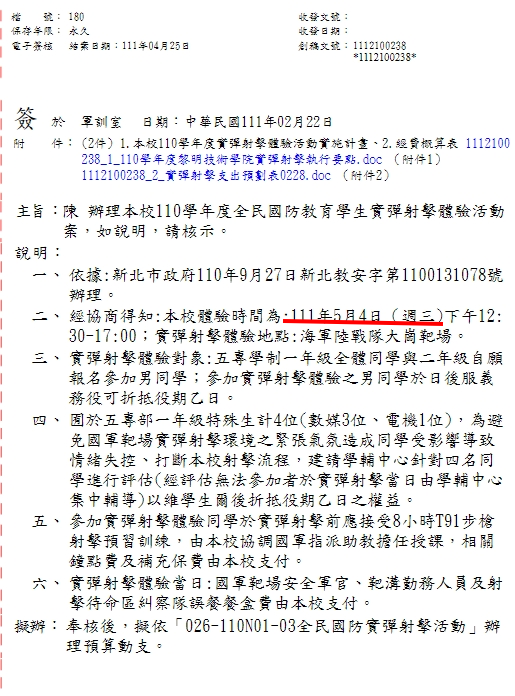 檔　　號：180
保存年限：永久
電子簽核　結案日期：111年04月25日
收發文號：
收發日期：
創稿文號：1112100238
*1112100238*
簽　於　軍訓室　日期：中華民國111年02月22日
附　　件：(2件) 1.本校110學年度實彈射擊體驗活動實施計畫、2.經費概算表 1112100
238_1_110學年度黎明技術學院實彈射擊執行要點.doc （附件1）
1112100238_2_實彈射擊支出預劃表0228.doc （附件2）
主旨：陳 辦理本校110學年度全民國防教育學生實彈射擊體驗活動
案，如說明，請核示。
說明：
一、依據:新北市政府110年9月27日新北教安字第1100131078號
辦理。
二、經協商得知:本校體驗時間為:111年5月4日（週三)下午12:
30-17:00；實彈射擊體驗地點:海軍陸戰隊大崗靶場。
三、實彈射擊體驗對象:五專學制一年級全體同學與二年級自願
報名參加男同學；參加實彈射擊體驗之男同學於日後服義
務役可折抵役期乙日。
四、囿於五專部一年級特殊生計4位(數媒3位、電機1位)，為避
免國軍靶場實彈射擊環境之緊張氣氛造成同學受影響導致
情緒失控、打斷本校射擊流程，建請學輔中心針對四名同
學進行評估(經評估無法參加者於實彈射擊當日由學輔中心
集中輔導)以維學生爾後折抵役期乙日之權益。
五、參加實彈射擊體驗同學於實彈射擊前應接受8小時T91步槍
射擊預習訓練，由本校協調國軍指派助教擔任授課，相關
鐘點費及補充保費由本校支付。
六、實彈射擊體驗當日:國軍靶場安全軍官、靶溝勤務人員及射
擊待命區糾察隊誤餐餐盒費由本校支付。
擬辦：奉核後，擬依「026-110N01-03全民國防實彈射擊活動」辦
理預算動支。